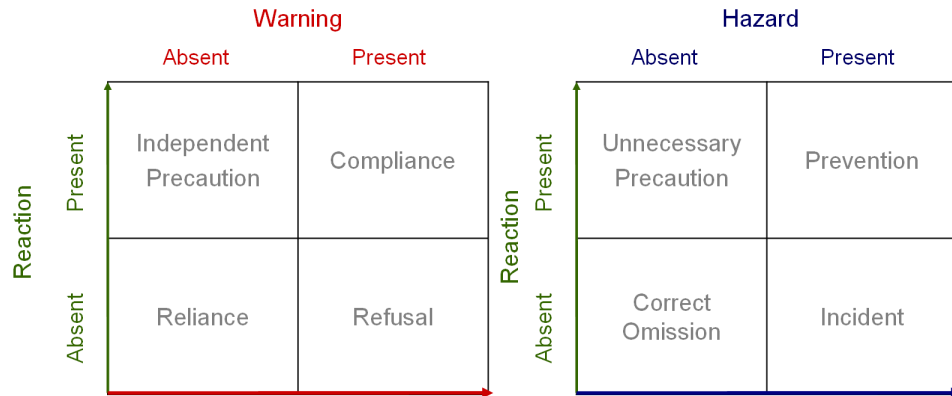 Warning
Hazard
Absent
Present
Absent
Present
Reaction
Present
Absent
Independent
Precaution
Compliance
Reliance
Refusal
Reaction
Present
Absent
Unnecessary
Precaution
Prevention
Correct
Omission
Incident